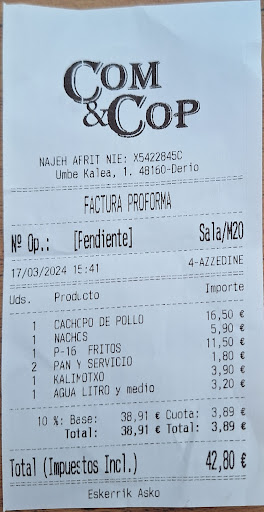 COM
&COP
NAJEH AFRIT NIE: X5422845C
Umbe Kalea, 1. 48160-Derio
FACTURA PROFORMA
Nº Op.: [Pendiente] Sala/M20
17/03/2024 15:41 4-AZZEDINE
Uds. Producto Importe
1 CACHOPO DE POLLO 16,50 €
1 NACHOS 5,90 €
1 P-16 FRITOS 11,50 €
2 PAN Y SERVICIO 1,80 €
1 KALIMOTXO 3,90 €
1 AGUA LITRO y medio 3,20 €
10 %: Base: 38,91 € Cuota: 3,89 €
Total: 38,91 € Total: 3,89 €
Total (Impuestos Incl.) 42,80 €
Eskerrik Asko